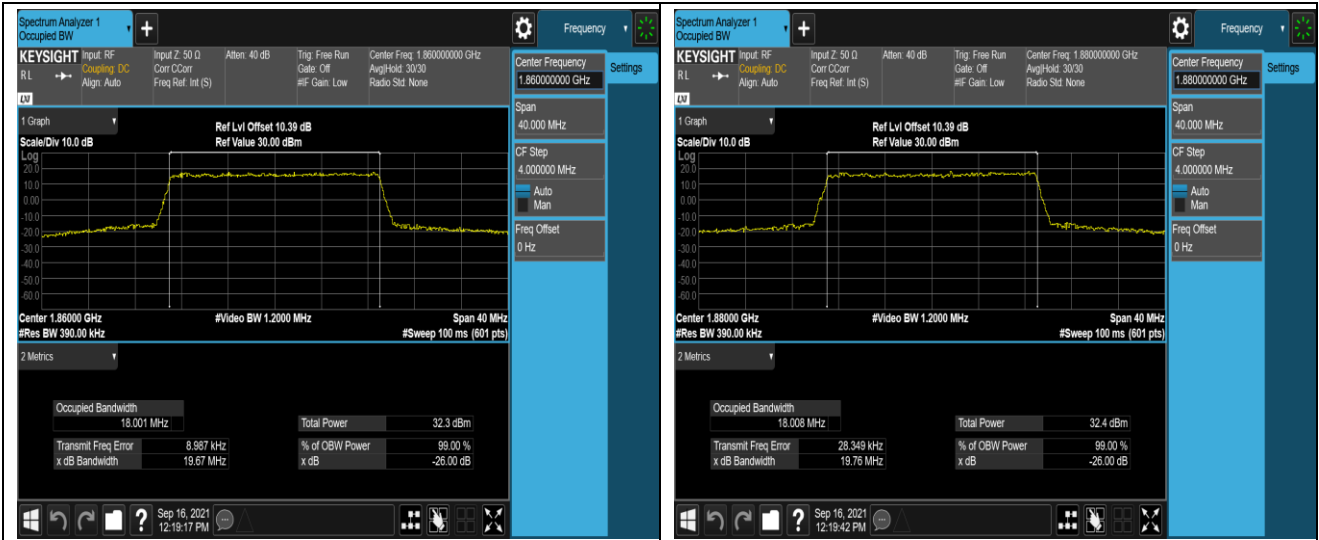 Spectrum Analyzer 1
Occupied BW
+
Frequency
KEYSIGHT Input: RF Input Z: 50 Ω Atten: 40 dB Trig: Free Run Center Freq: 1.860000000 GHz
Coupling: DC Corr CCorr Gate: Off Avg|Hold: 30/30
RL Align: Auto Freq Ref: Int (S) #IF Gain: Low Radio Std: None
LXI
Center Frequency
1.860000000 GHz
Settings
Span
40.000 MHz
CF Step
4.000000 MHz
Auto
Man
Freq Offset
0 Hz
1 Graph
Ref Lvl Offset 10.39 dB
Scale/Div 10.0 dB Ref Value 30.00 dBm
Log
20.0
10.0
0.00
-10.0
-20.0
-30.0
-40.0
-50.0
-60.0
Center 1.86000 GHz #Video BW 1.2000 MHz Span 40 MHz
#Res BW 390.00 kHz #Sweep 100 ms (601 pts)
2 Metrics
Occupied Bandwidth
18.001 MHz Total Power 32.3 dBm
Transmit Freq Error 8.987 kHz % of OBW Power 99.00 %
x dB Bandwidth 19.67 MHz x dB -26.00 dB
? Sep 16, 2021
12:19:17 PM
Spectrum Analyzer 1
Occupied BW
+
Frequency
KEYSIGHT Input: RF Input Z: 50 Ω Atten: 40 dB Trig: Free Run Center Freq: 1.880000000 GHz
Coupling: DC Corr CCorr Gate: Off Avg|Hold: 30/30
RL Align: Auto Freq Ref: Int (S) #IF Gain: Low Radio Std: None
LXI
Center Frequency
1.880000000 GHz
Settings
Span
40.000 MHz
CF Step
4.000000 MHz
Auto
Man
Freq Offset
0 Hz
1 Graph
Ref Lvl Offset 10.39 dB
Scale/Div 10.0 dB Ref Value 30.00 dBm
Log
20.0
10.0
0.00
-10.0
-20.0
-30.0
-40.0
-50.0
-60.0
Center 1.88000 GHz #Video BW 1.2000 MHz Span 40 MHz
#Res BW 390.00 kHz #Sweep 100 ms (601 pts)
2 Metrics
Occupied Bandwidth
18.008 MHz Total Power 32.4 dBm
Transmit Freq Error 28.349 kHz % of OBW Power 99.00 %
x dB Bandwidth 19.76 MHz x dB -26.00 dB
? Sep 16, 2021
12:19:42 PM